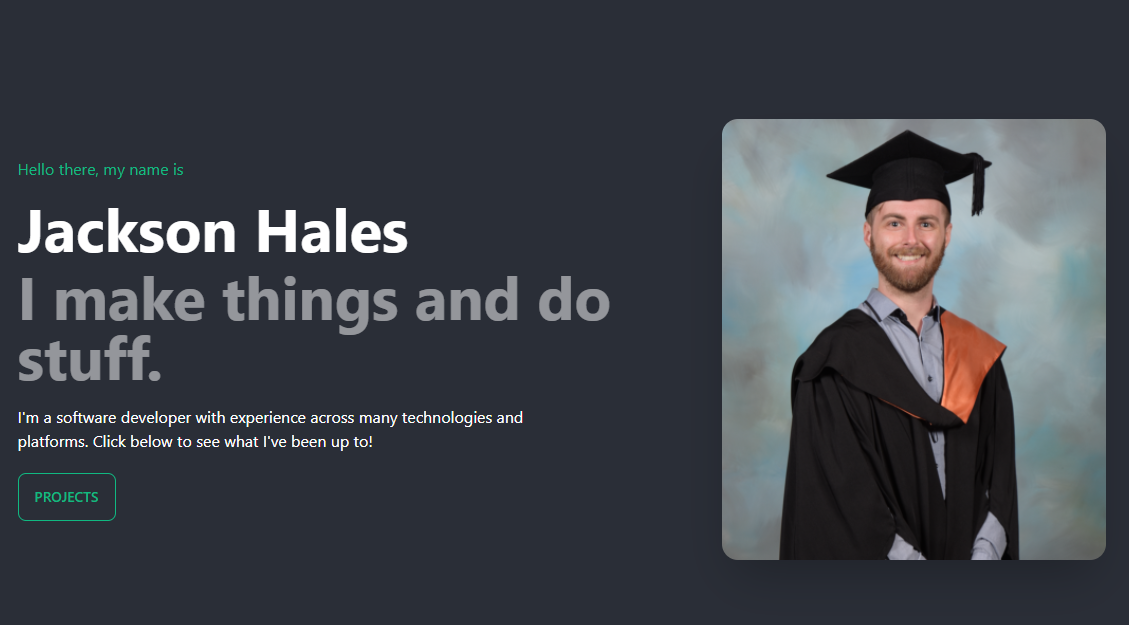 Hello there, my name is
Jackson Hales
I make things and do
stuff.
I'm a software developer with experience across many technologies and
platforms. Click below to see what I've been up to!
PROJECTS